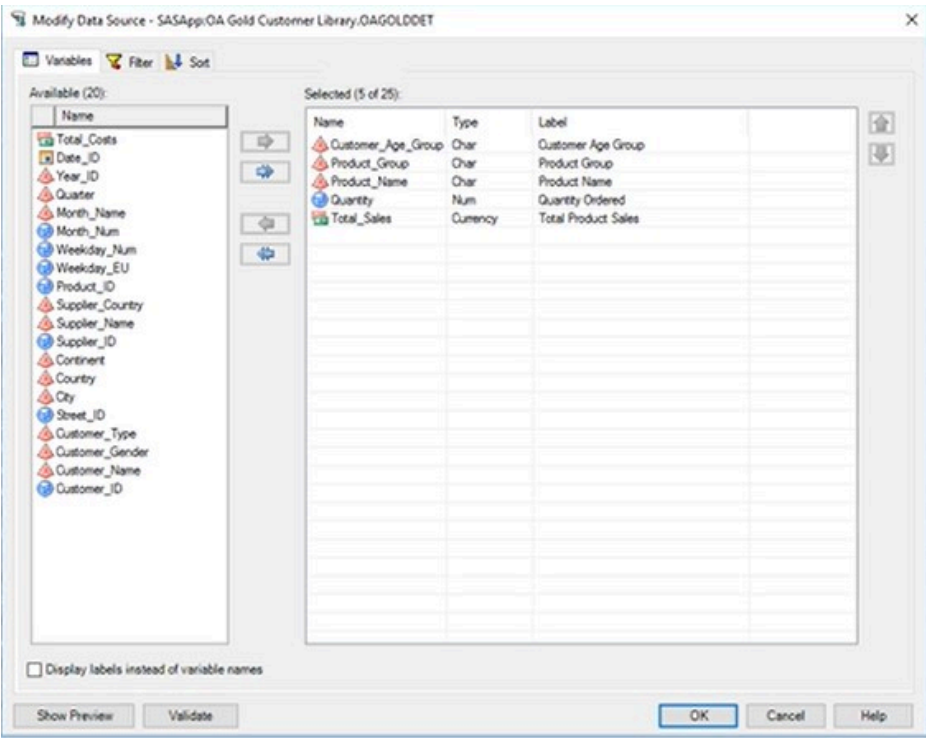 Modify Data Source - SASApp:OA Gold Customer Library.OAGOLDDET
Variables Filter Sort
Available (20):
Name
Total_Costs
Date_ID
Year_ID
Quarter
Month_Name
Month_Num
Weekday_Num
Weekday_EU
Product_ID
Supplier_Country
Supplier_Name
Supplier_ID
Continent
Country
City
Street_ID
Customer_Type
Customer_Gender
Customer_Name
Customer_ID
Selected (5 of 25):
Name Type Label
Customer_Age_Group Char Customer Age Group
Product_Group Char Product Group
Product_Name Char Product Name
Quantity Num Quantity Ordered
Total_Sales Currency Total Product Sales
Display labels instead of variable names
Show Preview Validate OK Cancel Help